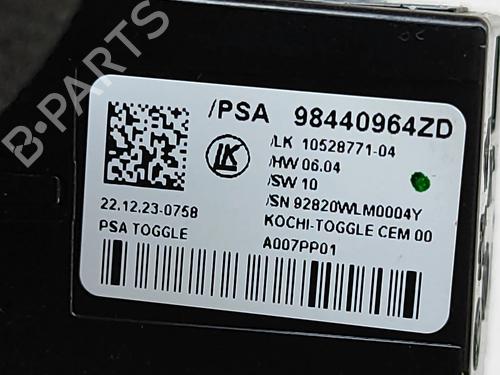 /PSA 98440964ZD
LK
/LK 10528771-04
/HW 06.04
/SW 10
/SN 92820WLM0004Y
22.12.23-0758
KOCHI-TOGGLE CEM 00
PSA TOGGLE
A007PP01
B-PARTS